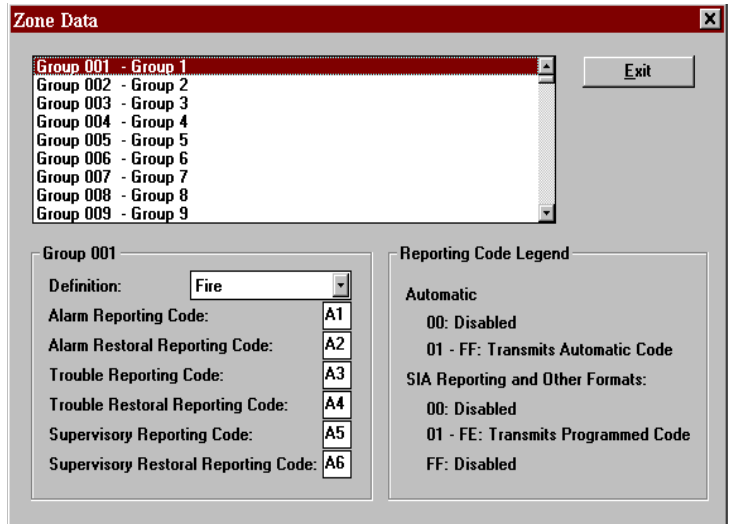 Zone Data
Group 001 - Group 1
Group 002 - Group 2
Group 003 - Group 3
Group 004 - Group 4
Group 005 - Group 5
Group 006 - Group 6
Group 007 - Group 7
Group 008 - Group 8
Group 009 - Group 9
Exit
Group 001
Definition: Fire
Alarm Reporting Code: A1
Alarm Restoral Reporting Code: A2
Trouble Reporting Code: A3
Trouble Restoral Reporting Code: A4
Supervisory Reporting Code: A5
Supervisory Restoral Reporting Code: A6
Reporting Code Legend
Automatic
00: Disabled
01 - FF: Transmits Automatic Code
SIA Reporting and Other Formats:
00: Disabled
01 - FE: Transmits Programmed Code
FF: Disabled